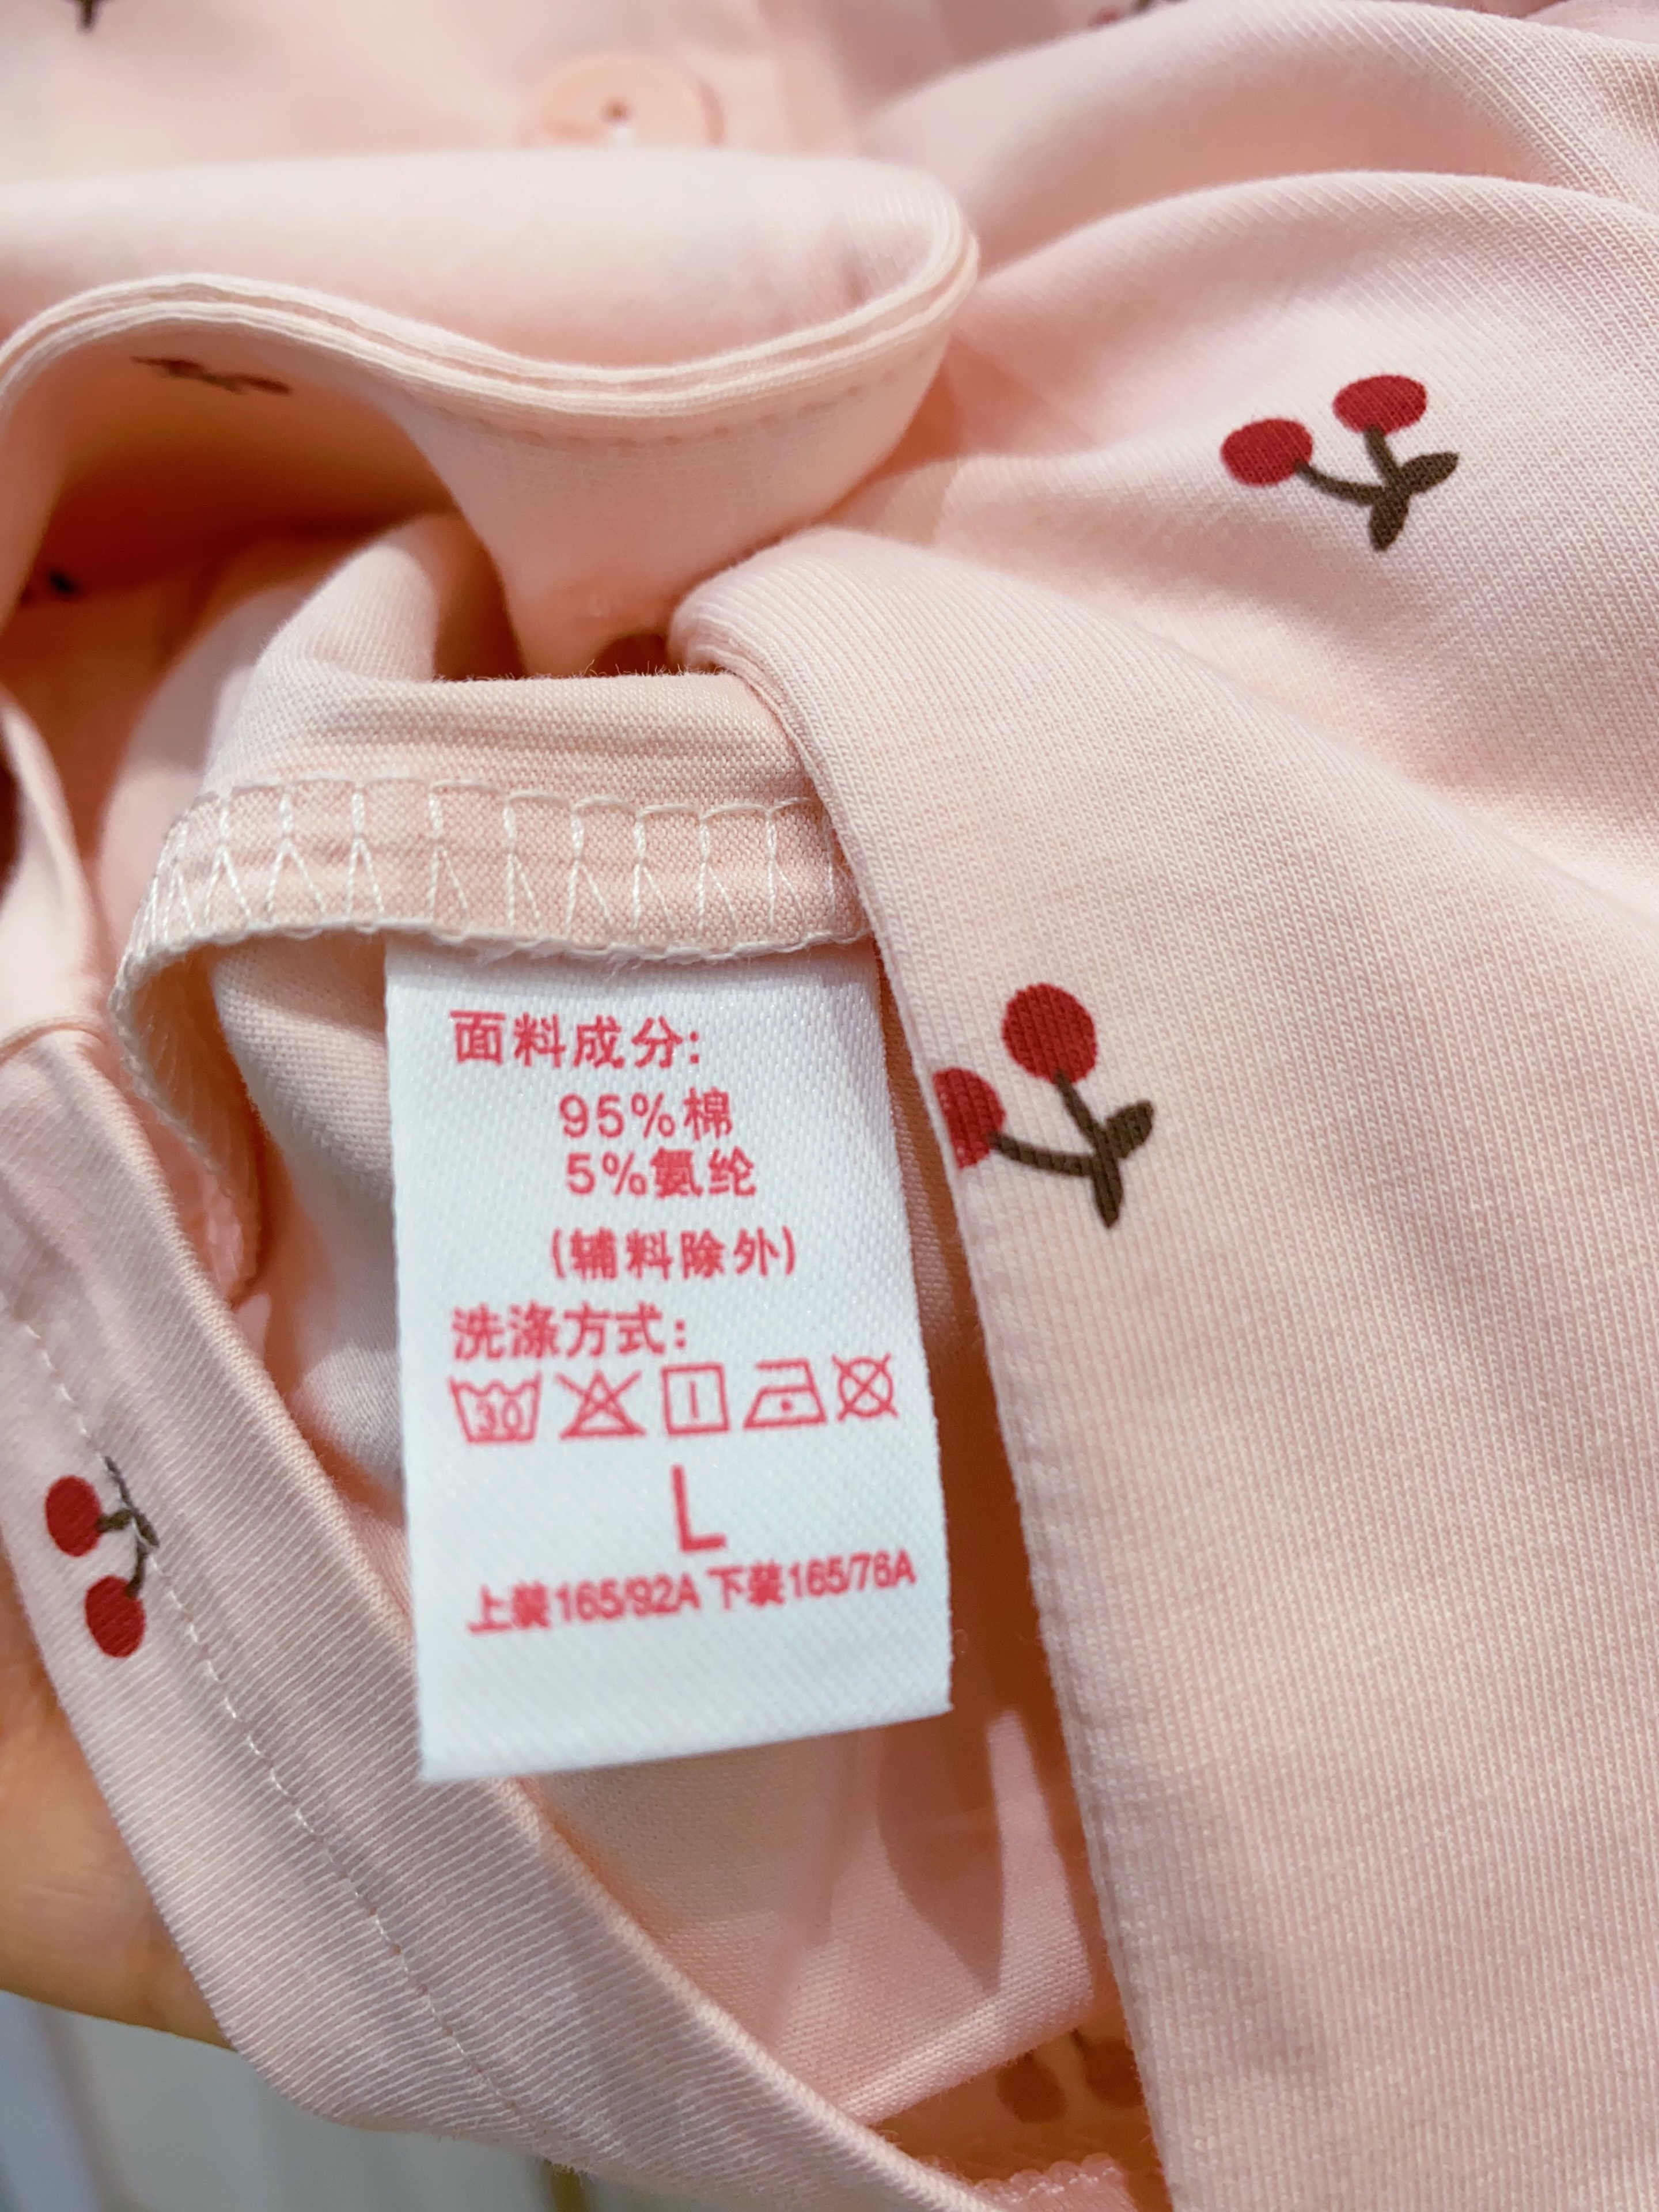 面料成分:
95%棉
5%氨纶
(辅料除外)
洗涤方式:
30
L
上装165/92A 下装165/76A